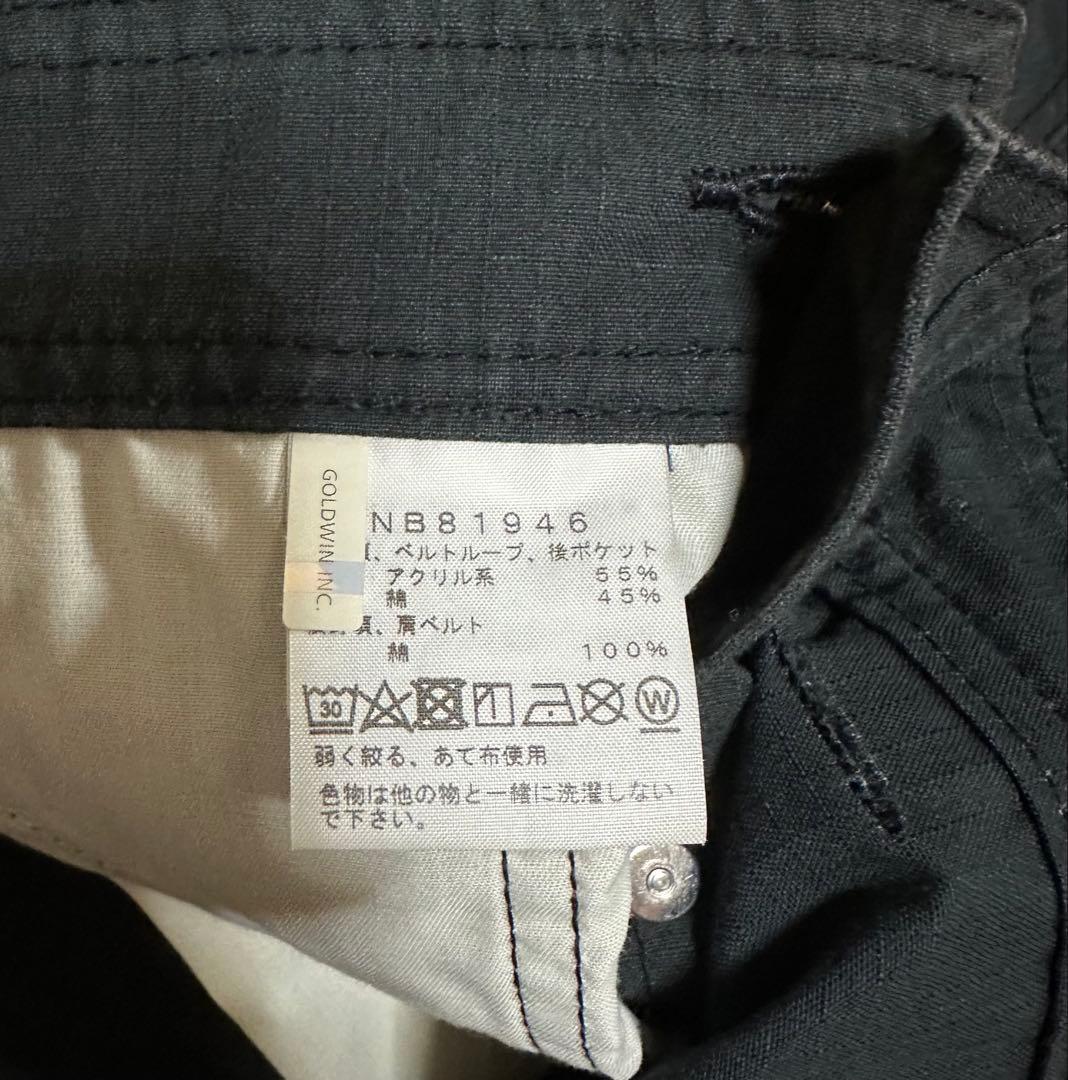 GOLDWIN INC.
NB81946
、ベルトループ、後ポケット
アクリル系 55%
綿 45%
、肩ベルト
綿 100%
30
W
弱く絞る、あて布使用
色物は他の物と一緒に洗濯しない
で下さい。